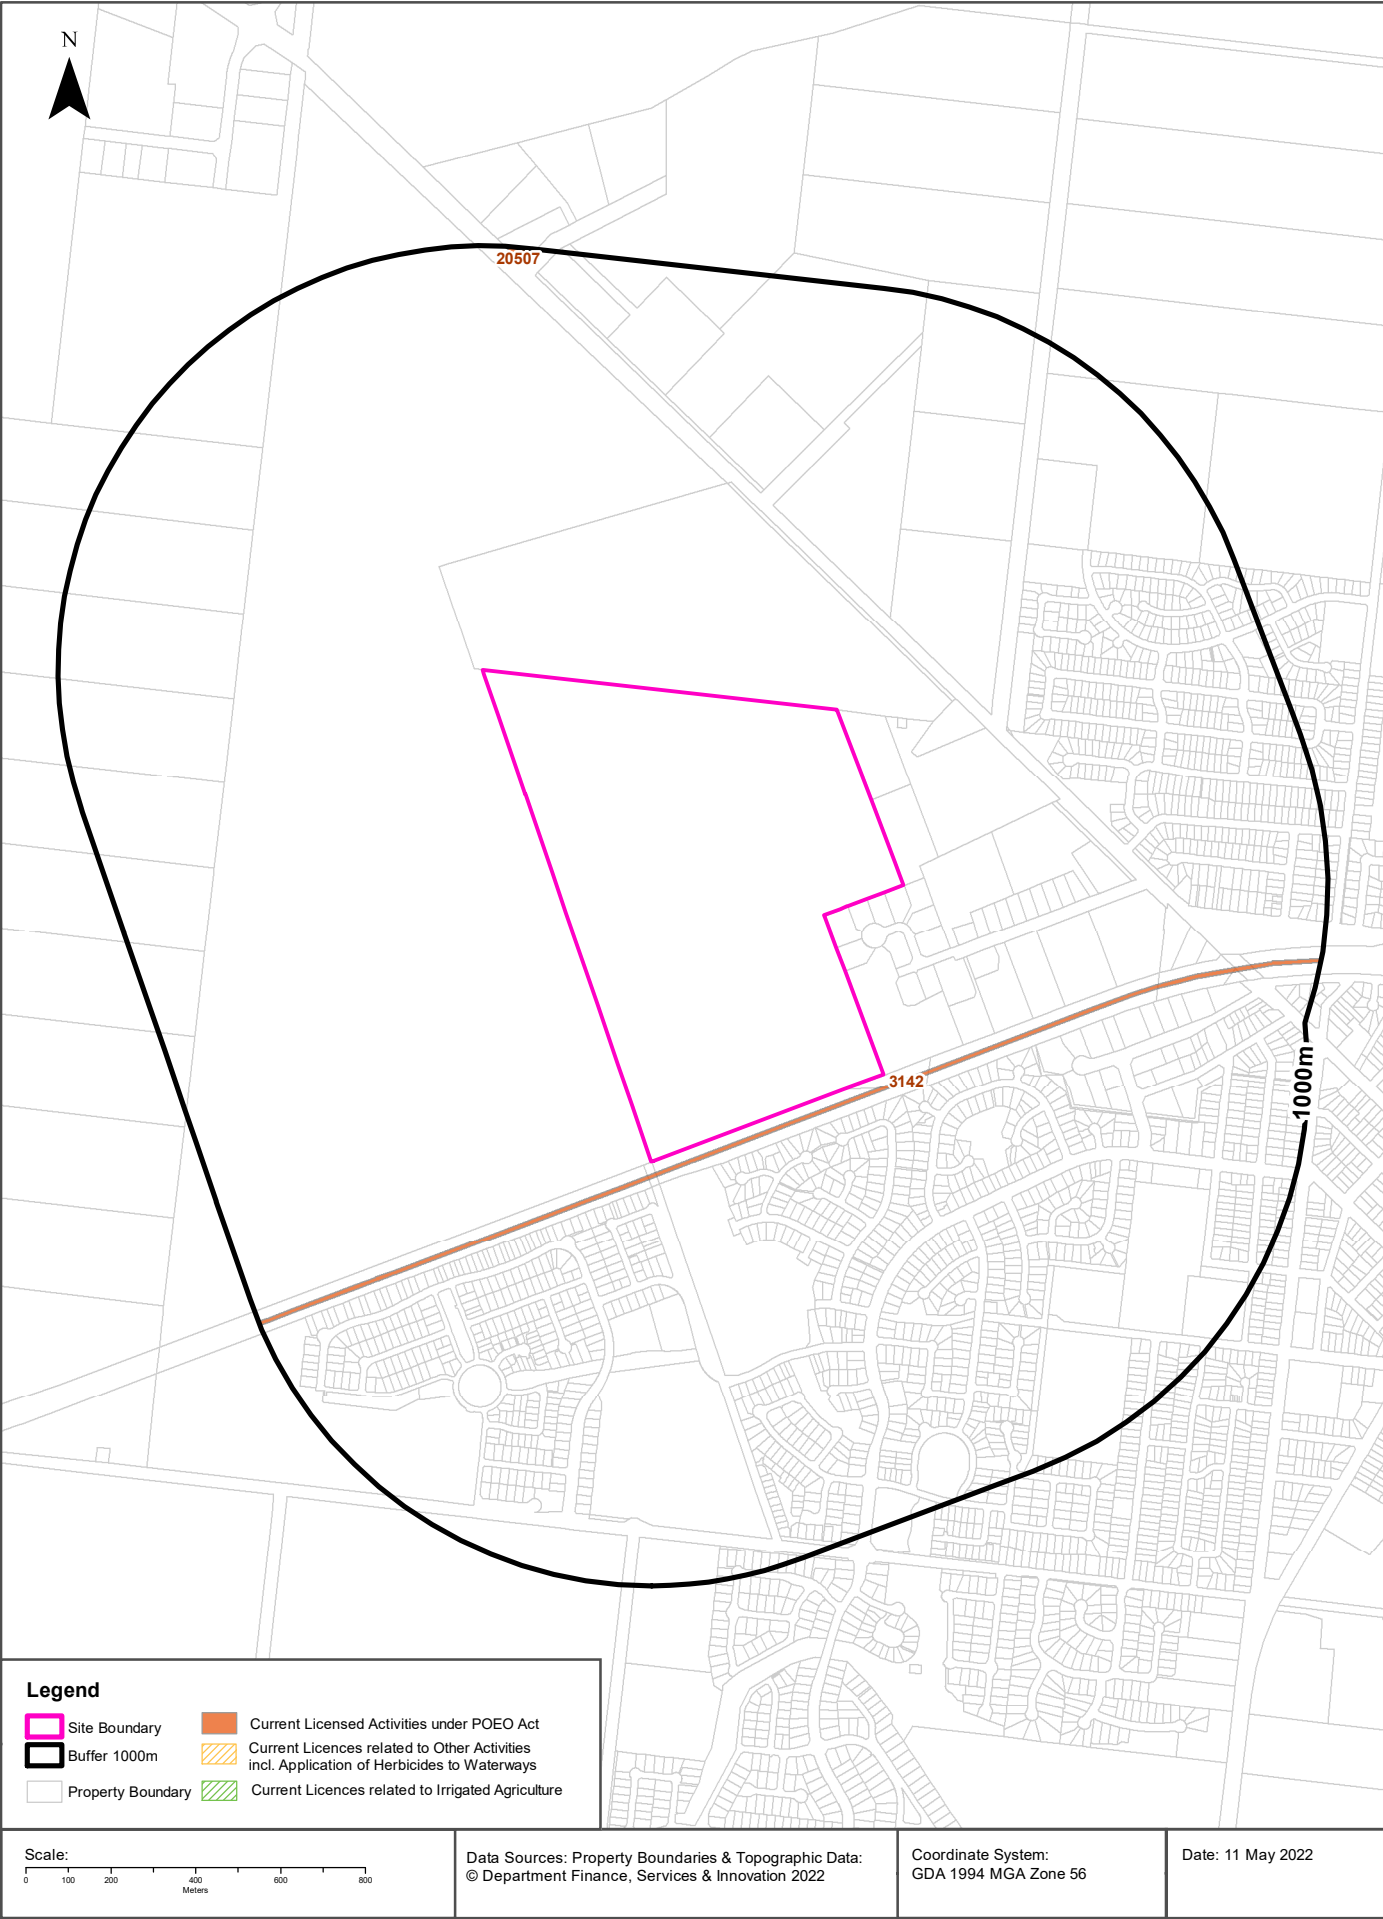 N
20507
3142
1000m
Legend
Site Boundary
Buffer 1000m
Property Boundary
Current Licensed Activities under POEO Act
Current Licences related to Other Activities
incl. Application of Herbicides to Waterways
Current Licences related to Irrigated Agriculture
Scale:
0 100 200 400 600 800
Meters
Data Sources: Property Boundaries & Topographic Data:
© Department Finance, Services & Innovation 2022
Coordinate System:
GDA 1994 MGA Zone 56
Date: 11 May 2022